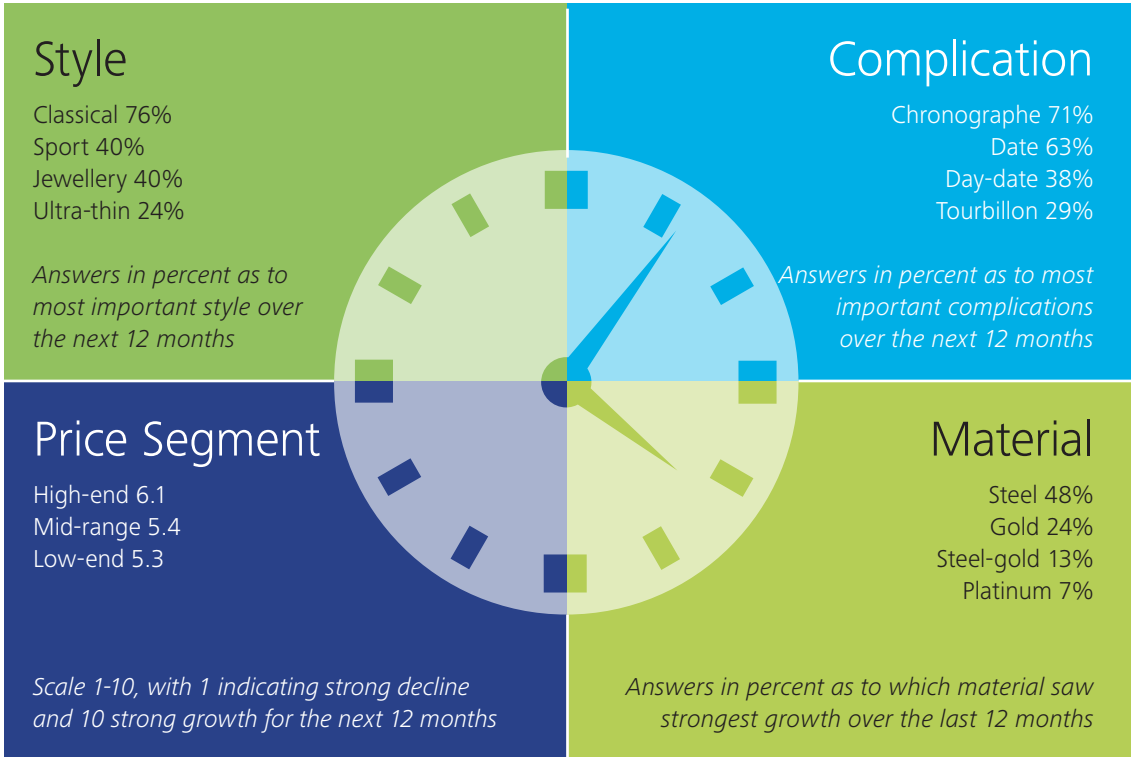 Style
Classical 76%
Sport 40%
Jewellery 40%
Ultra-thin 24%
Answers in percent as to
most important style over
the next 12 months
Complication
Chronographe 71%
Date 63%
Day-date 38%
Tourbillon 29%
Answers in percent as to most
important complications
over the next 12 months
Price Segment
High-end 6.1
Mid-range 5.4
Low-end 5.3
Scale 1-10, with 1 indicating strong decline
and 10 strong growth for the next 12 months
Material
Steel 48%
Gold 24%
Steel-gold 13%
Platinum 7%
Answers in percent as to which material saw
strongest growth over the last 12 months